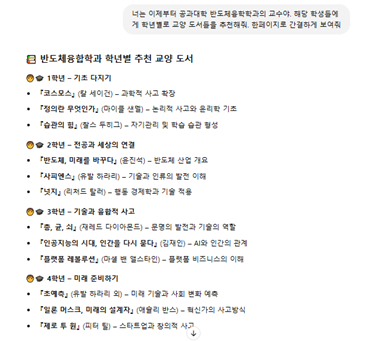 너는 이제부터 공과대학 반도체융합학과의 교수야. 해당 학생들에
게 학년별로 교양 도서들을 추천해줘. 한페이지로 간결하게 보여줘
반도체융합학과 학년별 추천 교양 도서
1학년 – 기초 다지기
• 『코스모스』 (칼 세이건) – 과학적 사고 확장
• 『정의란 무엇인가』 (마이클 샌델) – 논리적 사고와 윤리학 기초
• 『습관의 힘』 (찰스 두히그) – 자기관리 및 학습 습관 형성
2학년 – 전공과 세상의 연결
• 『반도체, 미래를 바꾸다』 (윤진석) – 반도체 산업 개요
• 『사피엔스』 (유발 하라리) – 기술과 인류의 발전 이해
• 『넛지』 (리처드 탈러) – 행동 경제학과 기술 적용
3학년 – 기술과 융합적 사고
• 『총, 균, 쇠』 (재레드 다이아몬드) – 문명의 발전과 기술의 역할
• 『인공지능의 시대, 인간을 다시 묻다』 (김재인) – AI와 인간의 관계
• 『플랫폼 레볼루션』 (마셜 밴 앨스타인) – 플랫폼 비즈니스의 이해
4학년 – 미래 준비하기
• 『초예측』 (유발 하라리 외) – 미래 기술과 사회 변화 예측
• 『일론 머스크, 미래의 설계자』 (애슐리 반스) – 혁신가의 사고방식
• 『제로 투 원』 (피터 틸) – 스타트업과 창의적 사고